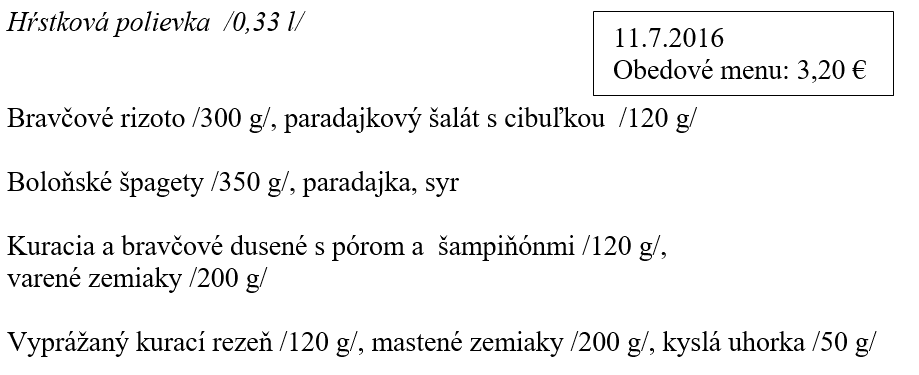 Hŕstková polievka /0,33 l/
11.7.2016
Obedové menu: 3,20 €
Bravčové rizoto /300 g/, paradajkový šalát s cibuľkou /120 g/
Boloňské špagety /350 g/, paradajka, syr
Kuracia a bravčové dusené s pórom a šampiňónmi /120 g/,
varené zemiaky /200 g/
Vyprážaný kurací rezeň /120 g/, mastené zemiaky /200 g/, kyslá uhorka /50 g/